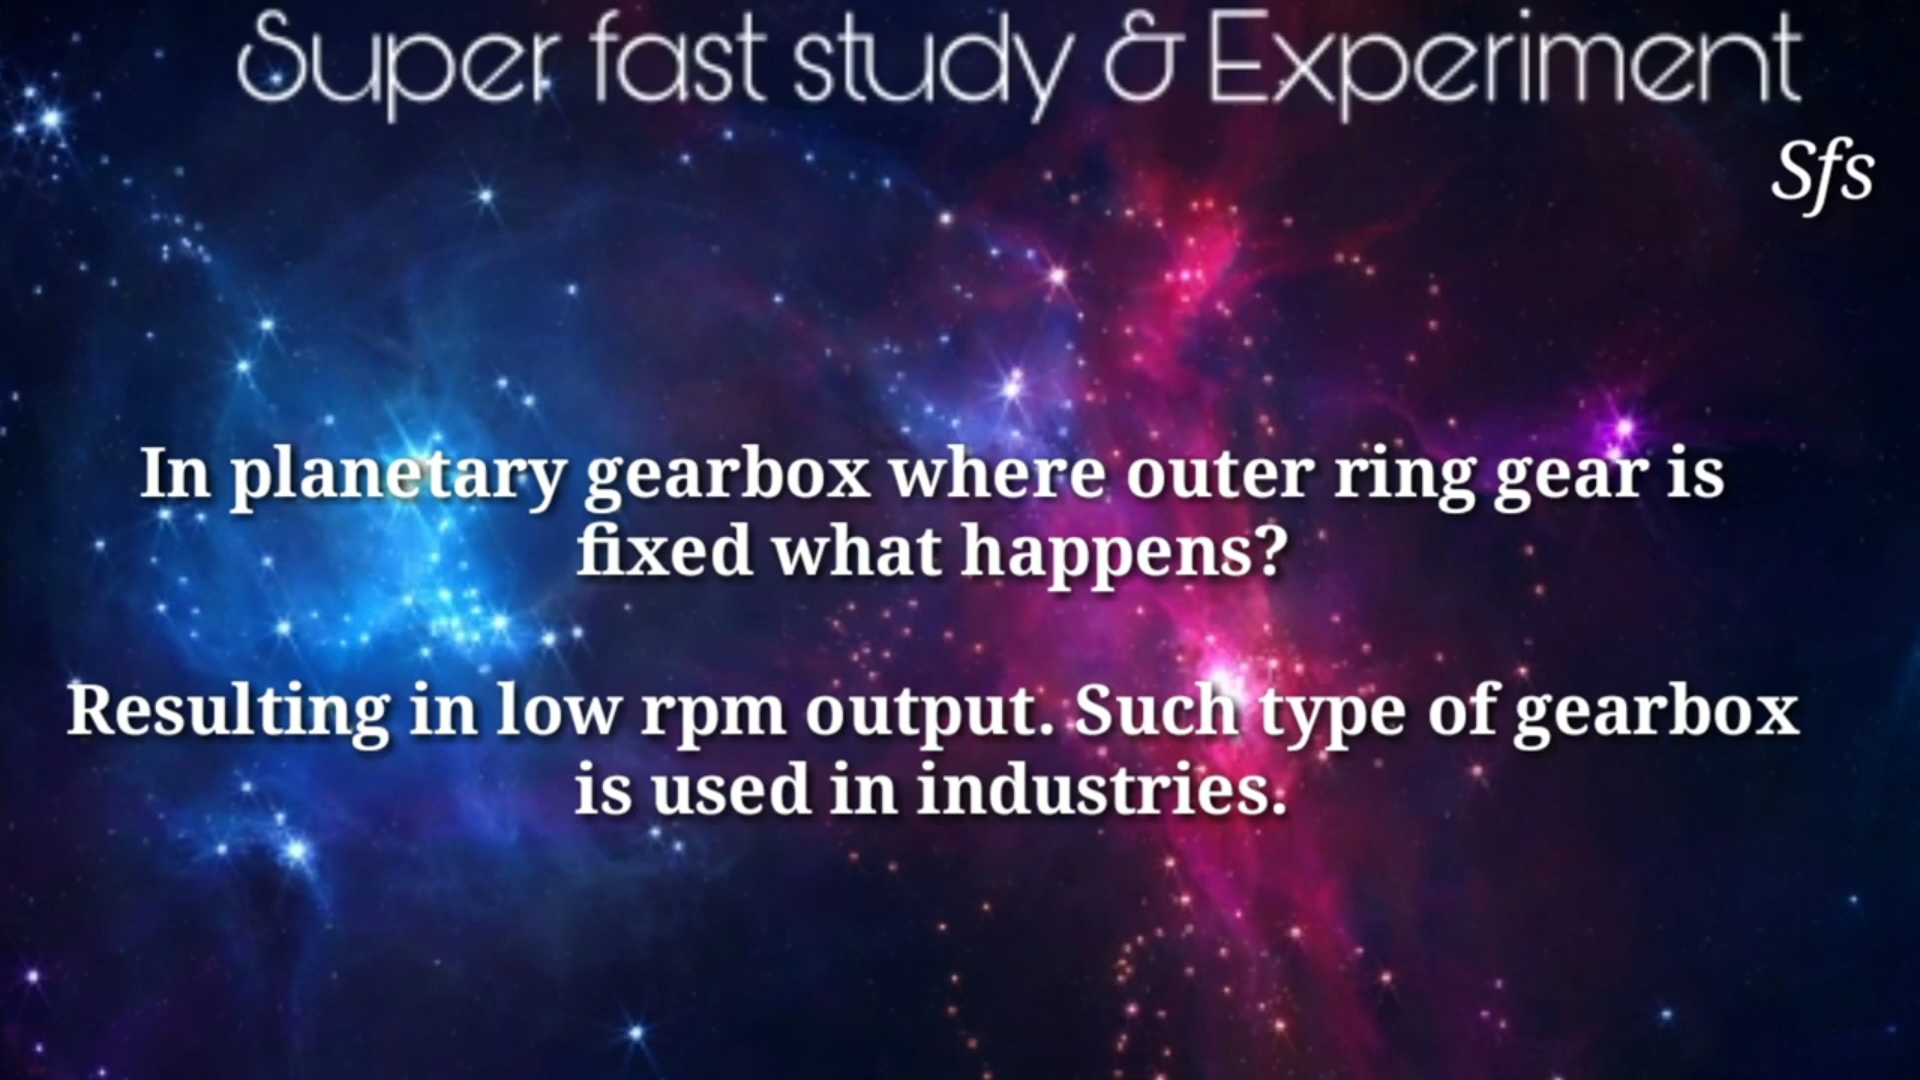 Super fast study & Experiment
Sfs
In planetary gearbox where outer ring gear is
fixed what happens?
Resulting in low rpm output. Such type of gearbox
is used in industries.